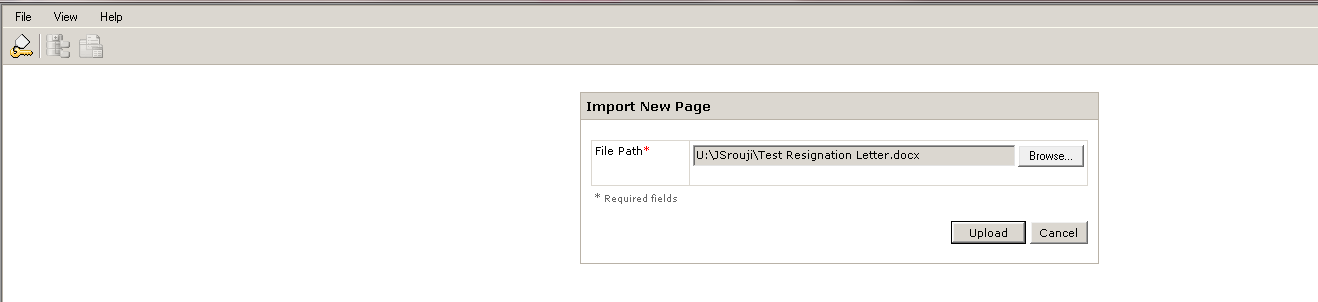 File View Help
Import New Page
File Path* U:\JSrouji\Test Resignation Letter.docx Browse...
* Required fields
Upload Cancel